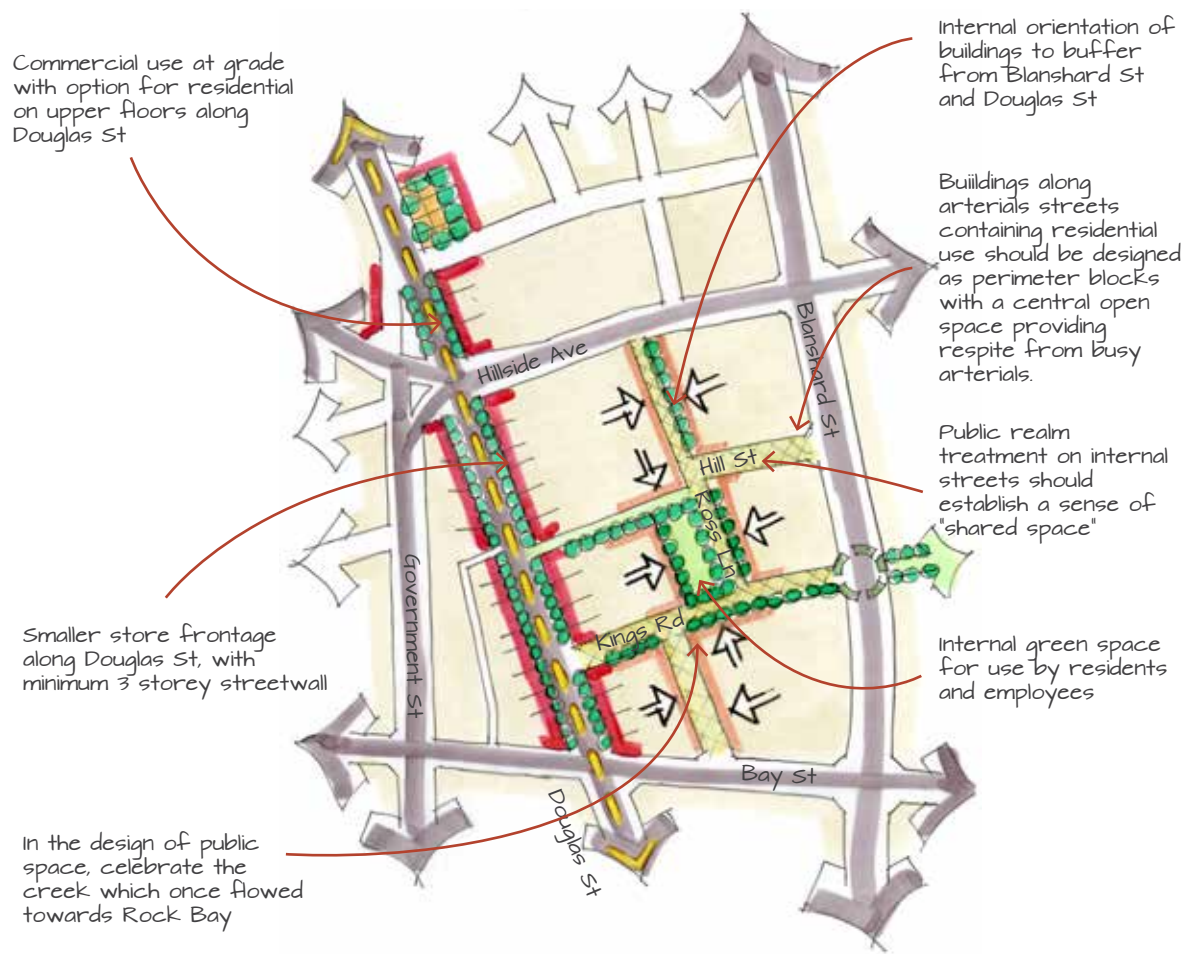 Commercial use at grade
with option for residential
on upper floors along
Douglas St
Internal orientation of
buildings to buffer
from Blanshard St
and Douglas St
Buiildings along
arterials streets
containing residential
use should be designed
as perimeter blocks
with a central open
space providing
respite from busy
arterials.
Public realm
treatment on internal
streets should
establish a sense of
"shared space"
Internal green space
for use by residents
and employees
Smaller store frontage
along Douglas St, with
minimum 3 storey streetwall
In the design of public
space, celebrate the
creek which once flowed
towards Rock Bay
Hillside Ave
Blanshard St
Hill St
Ross Ln
Kings Rd
Government St
Bay St
Douglas St